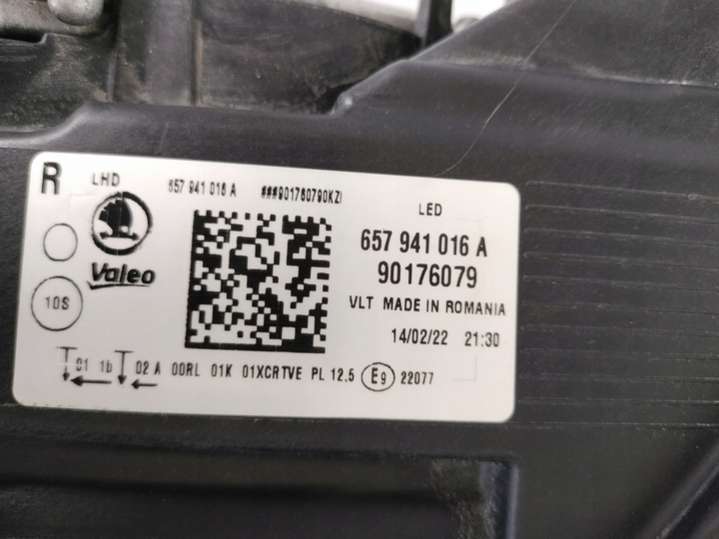 R LHD 657 941 016 A ###901760790KZI
LED
657 941 016 A
Valeo
90176079
10S
VLT MADE IN ROMANIA
14/02/22 21:30
01 1b 02 A 00RL 01K 01XCRTVE PL 12.5 E9 22077